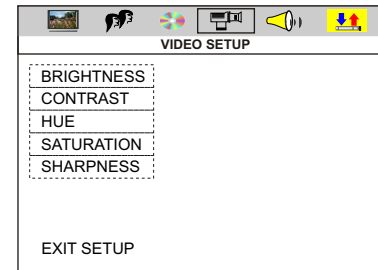 VIDEO SETUP
BRIGHTNESS
CONTRAST
HUE
SATURATION
SHARPNESS
EXIT SETUP